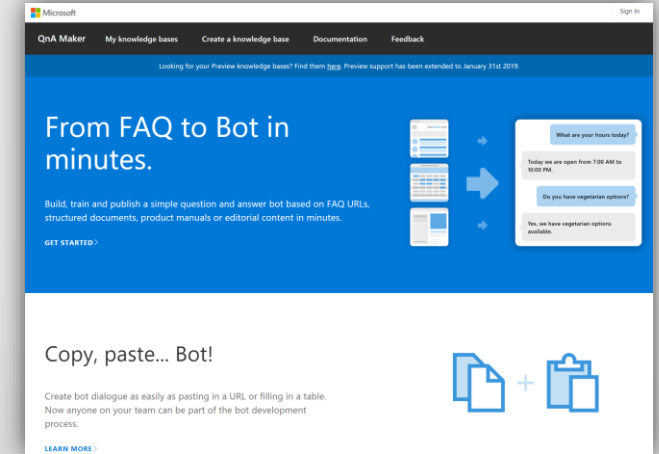 Microsoft
Sign In
QnA Maker
My knowledge bases
Create a knowledge base
Documentation
Feedback
Looking for your Preview knowledge bases? Find them here. Preview support has been extended to January 31st 2019.
From FAQ to Bot in
minutes.
Build, train and publish a simple question and answer bot based on FAQ URLs,
structured documents, product manuals or editorial content in minutes.
GET STARTED >
What are your hours today?
Today we are open from 7:00 AM to
10:00 PM.
Do you have vegetarian options?
Yes, we have vegetarian options
available.
Copy, paste... Bot!
Create bot dialogue as easily as pasting in a URL or filling in a table.
Now anyone on your team can be part of the bot development
process.
LEARN MORE >